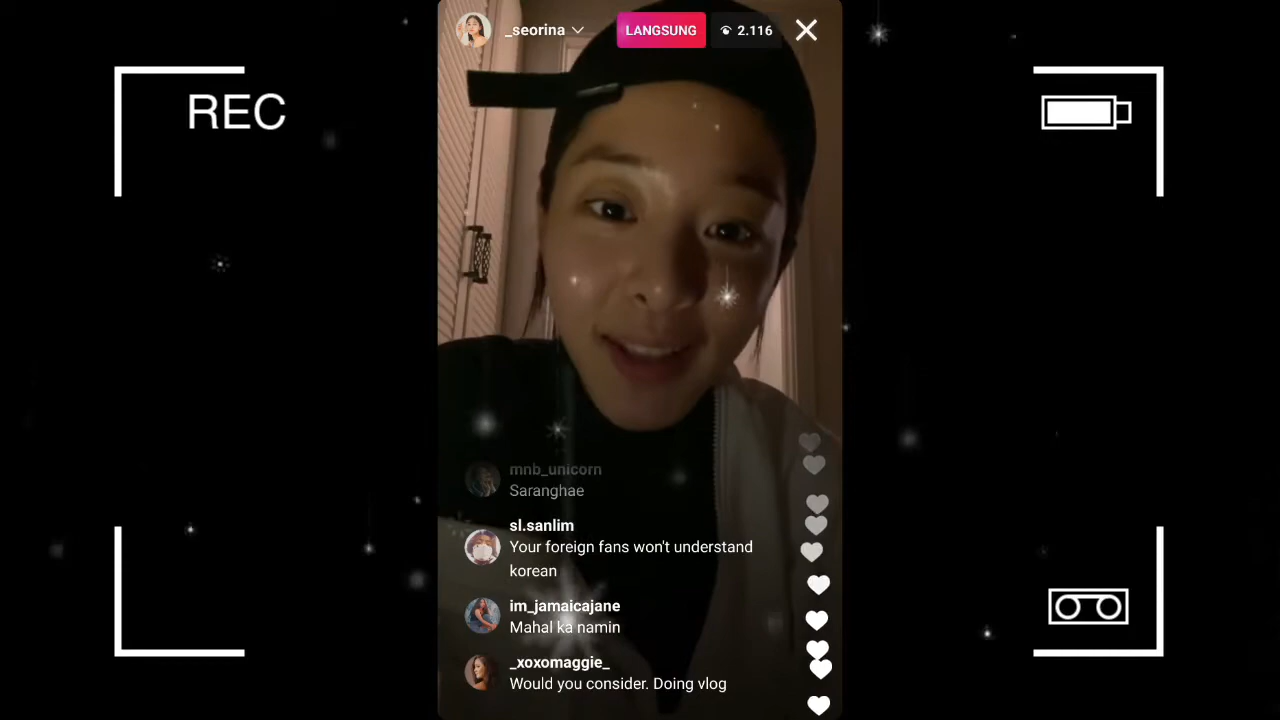 _seorina
LANGSUNG
2.116
REC
mnb_unicorn
Saranghae
sl.sanlim
Your foreign fans won't understand
korean
im_jamaicajane
Mahal ka namin
_xoxomaggie_
Would you consider. Doing vlog